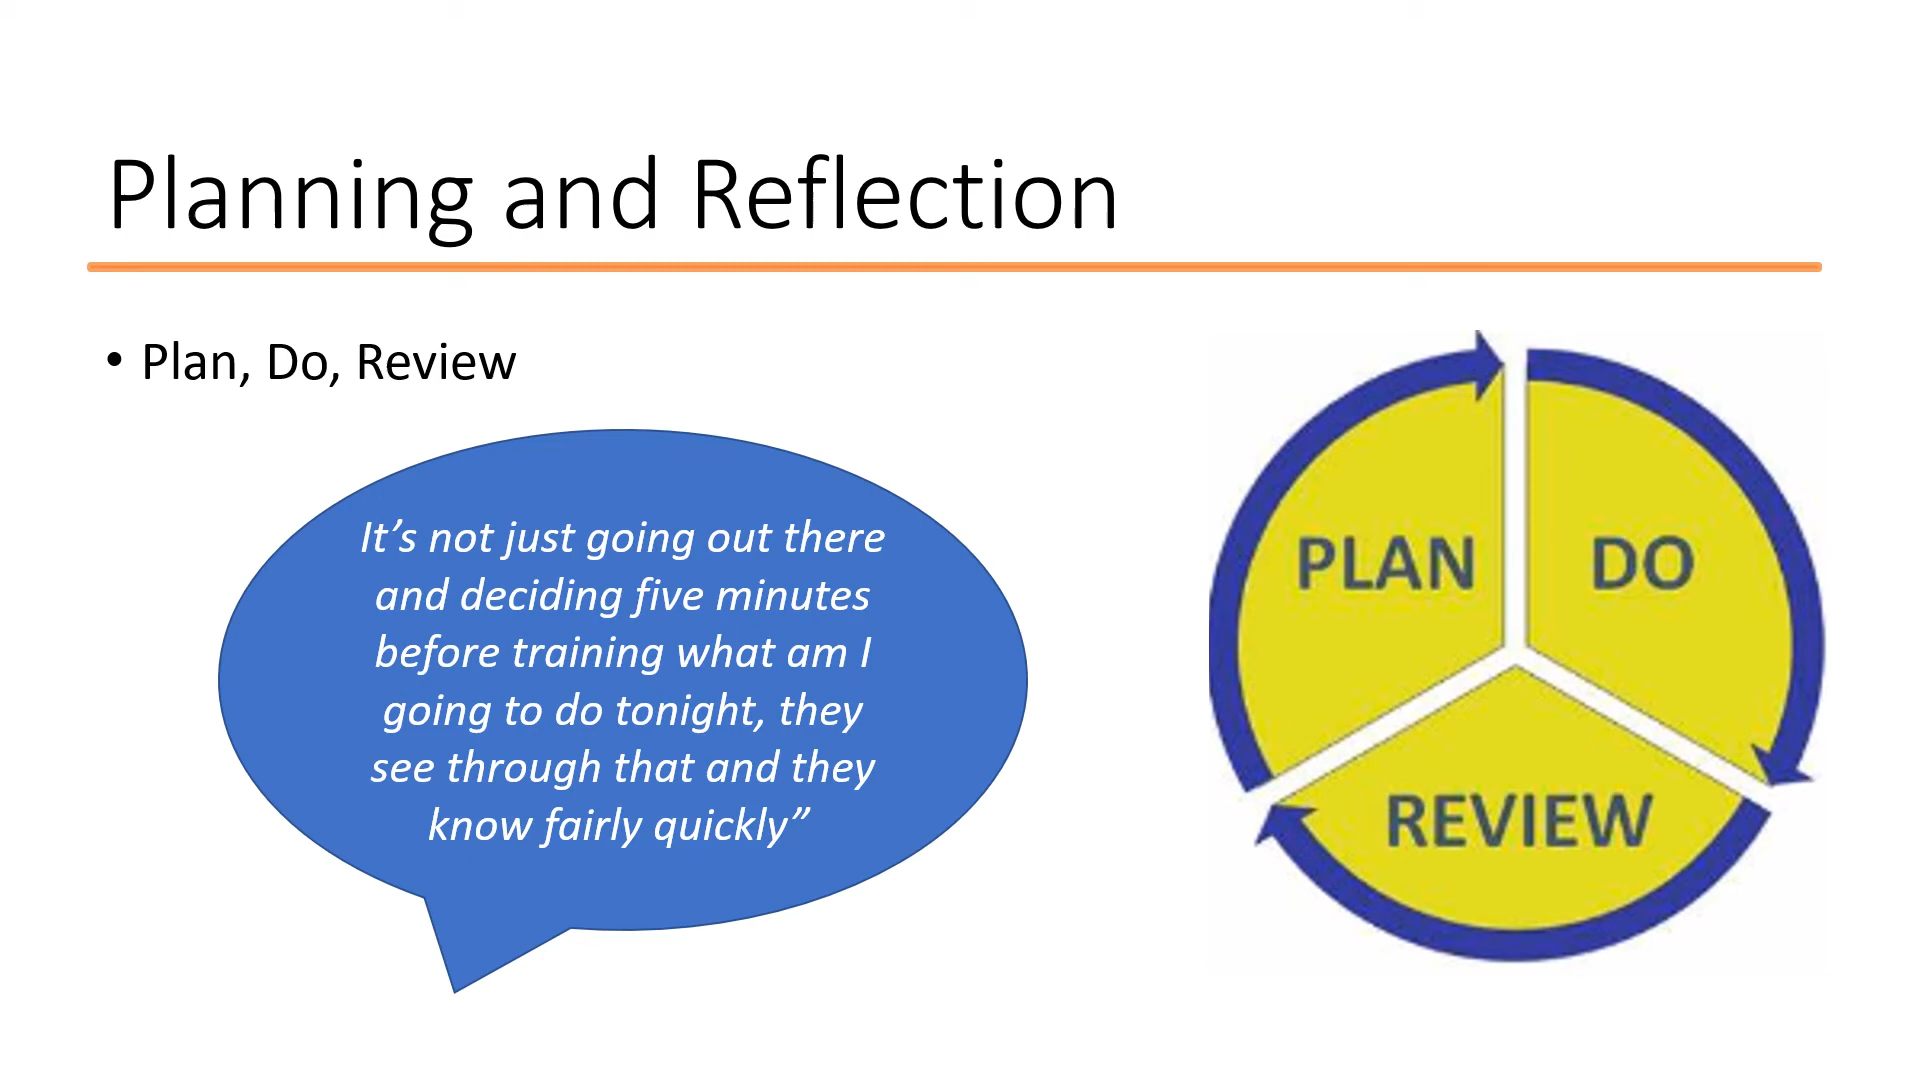 Planning and Reflection
• Plan, Do, Review
It’s not just going out there
and deciding five minutes
before training what am I
going to do tonight, they
see through that and they
know fairly quickly”
PLAN
DO
REVIEW